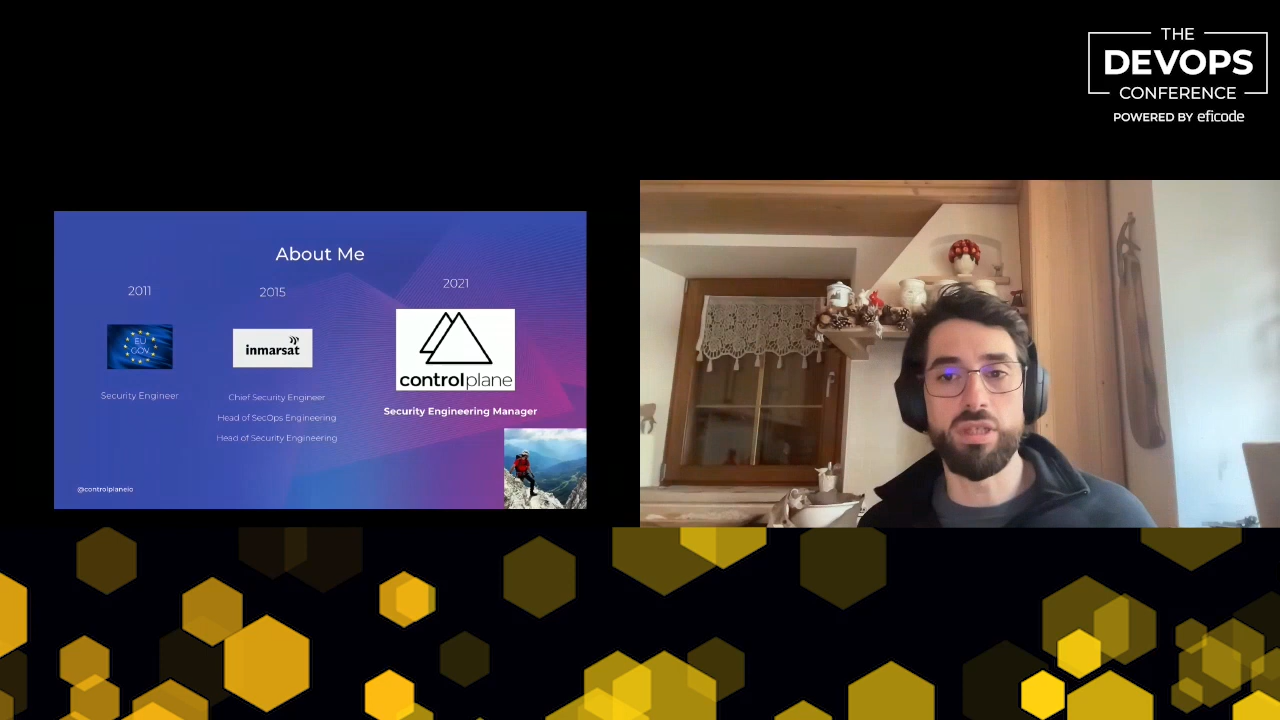 THE
DEVOPS
CONFERENCE
POWERED BY eficode
About Me
2011
2015
2021
EU
GOV
inmarsat
controlplane
Security Engineer
Chief Security Engineer
Head of SecOps Engineering
Head of Security Engineering
Security Engineering Manager
@controlplaneio